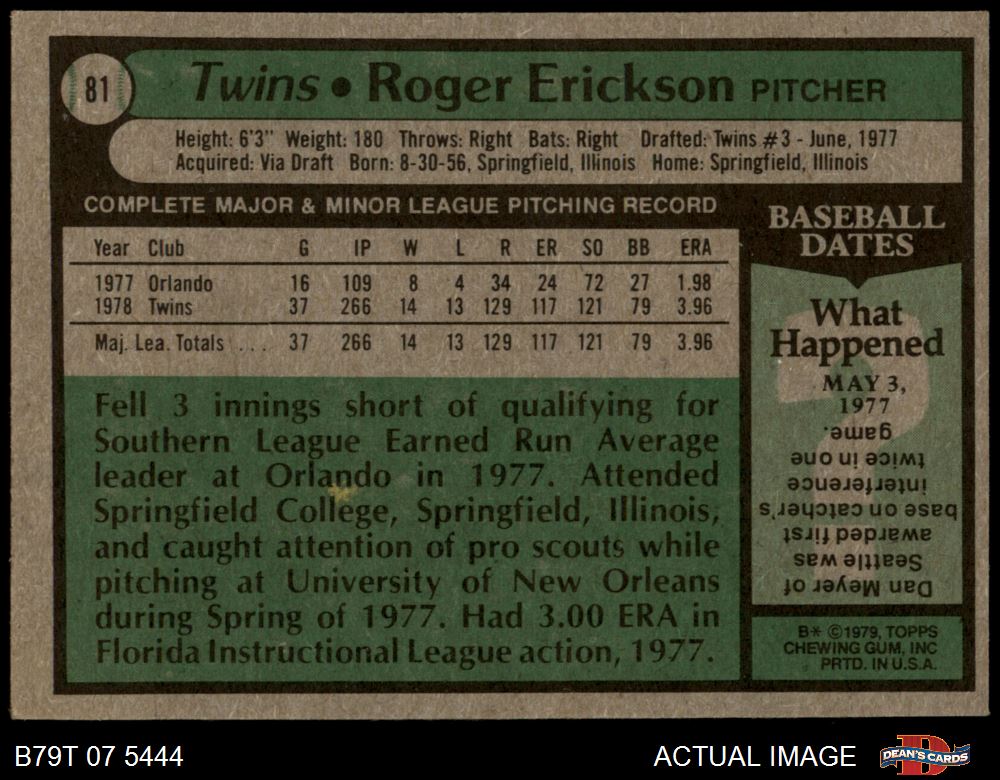 81
Twins • Roger Erickson PITCHER
Height: 6'3" Weight: 180 Throws: Right Bats: Right Drafted: Twins #3 - June, 1977
Acquired: Via Draft Born: 8-30-56, Springfield, Illinois Home: Springfield, Illinois
COMPLETE MAJOR & MINOR LEAGUE PITCHING RECORD
Year Club G IP W L R ER SO BB ERA
1977 Orlando 16 109 8 4 34 24 72 27 1.98
1978 Twins 37 266 14 13 129 117 121 79 3.96
Maj. Lea. Totals .... 37 266 14 13 129 117 121 79 3.96
Fell 3 innings short of qualifying for
Southern League Earned Run Average
leader at Orlando in 1977. Attended
Springfield College, Springfield, Illinois,
and caught attention of pro scouts while
pitching at University of New Orleans
during Spring of 1977. Had 3.00 ERA in
Florida Instructional League action, 1977.
BASEBALL
DATES
What
Happened
MAY 3,
1977
Dan Meyer of
Seattle was
awarded first
base on catcher's
interference
twice in one
game.
B* ©1979, TOPPS
CHEWING GUM, INC
PRTD. IN U.S.A.
B79T 07 5444
ACTUAL IMAGE
DEAN'S CARDS